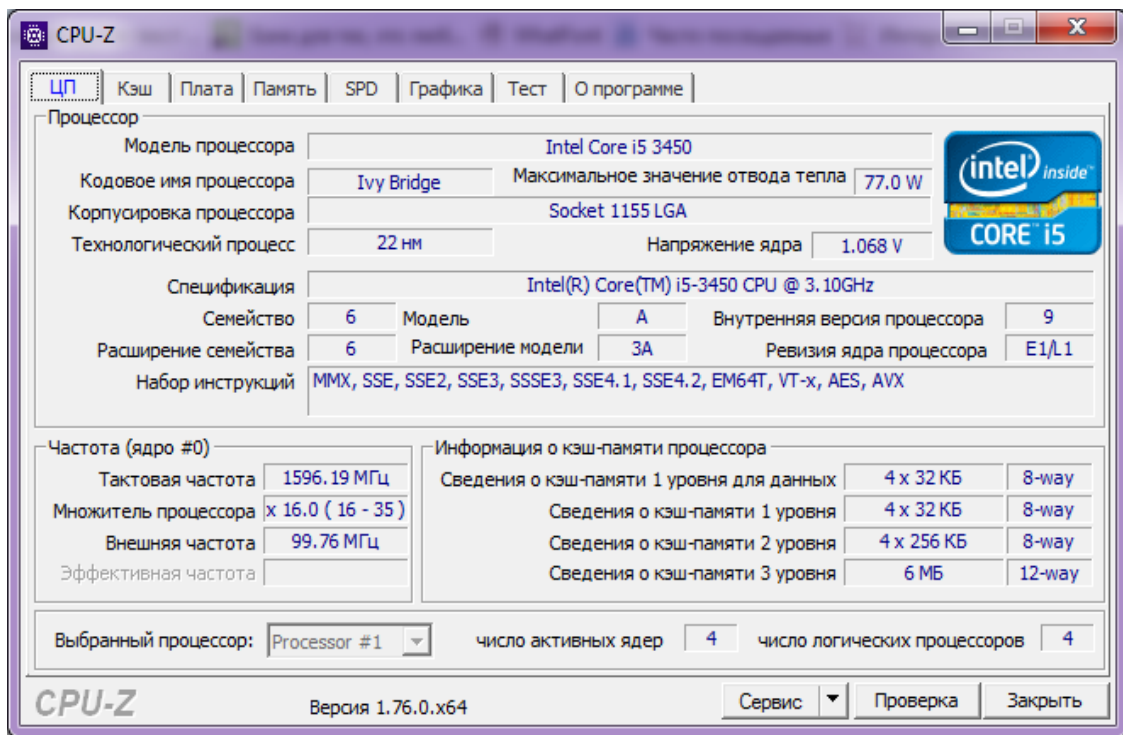 CPU-Z
ЦП Кэш Плата Память SPD Графика Тест О программе
Процессор
Модель процессора Intel Core i5 3450
Кодовое имя процессора Ivy Bridge Максимальное значение отвода тепла 77.0 W
Корпусировка процессора Socket 1155 LGA
Технологический процесс 22 нм Напряжение ядра 1.068 V
intel inside™
CORE™ i5
Спецификация Intel(R) Core(TM) i5-3450 CPU @ 3.10GHz
Семейство 6 Модель A Внутренняя версия процессора 9
Расширение семейства 6 Расширение модели 3A Ревизия ядра процессора E1/L1
Набор инструкций MMX, SSE, SSE2, SSE3, SSSE3, SSE4.1, SSE4.2, EM64T, VT-x, AES, AVX
Частота (ядро #0)
Тактовая частота 1596.19 МГц
Множитель процессора x 16.0 ( 16 - 35 )
Внешняя частота 99.76 МГц
Эффективная частота
Информация о кэш-памяти процессора
Сведения о кэш-памяти 1 уровня для данных 4 x 32 КБ 8-way
Сведения о кэш-памяти 1 уровня 4 x 32 КБ 8-way
Сведения о кэш-памяти 2 уровня 4 x 256 КБ 8-way
Сведения о кэш-памяти 3 уровня 6 МБ 12-way
Выбранный процессор: Processor #1 число активных ядер 4 число логических процессоров 4
CPU-Z Версия 1.76.0.x64 Сервис Проверка Закрыть